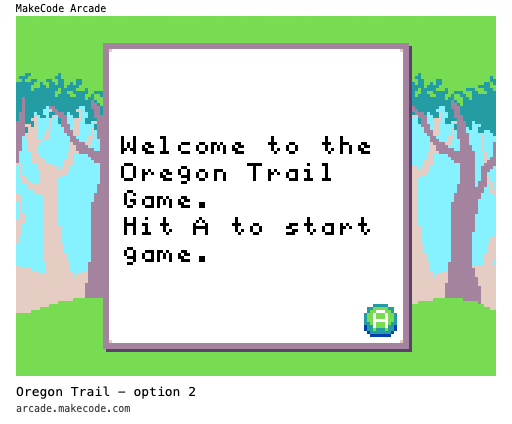 MakeCode Arcade
Welcome to the
Oregon Trail
Game.
Hit A to start
game.
A
Oregon Trail – option 2
arcade.makecode.com